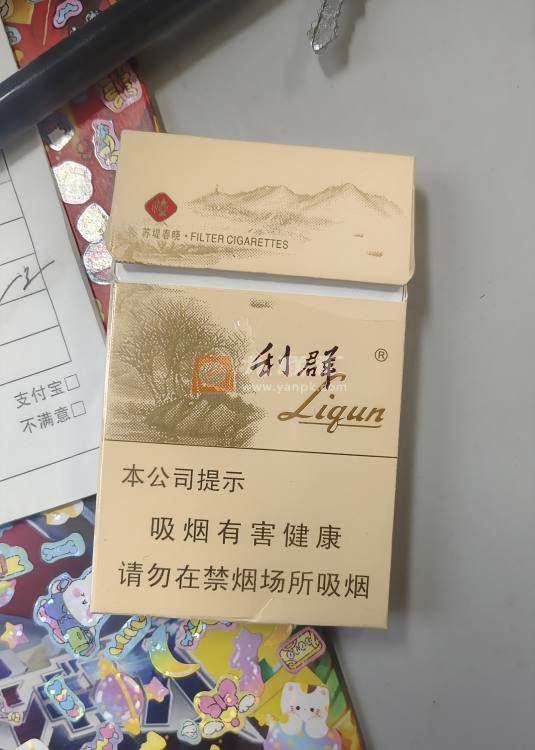 苏堤春晓·FILTER CIGARETTES
利群®
Liqun
www.yanpk.com
本公司提示
吸烟有害健康
请勿在禁烟场所吸烟
支付宝□
不满意□